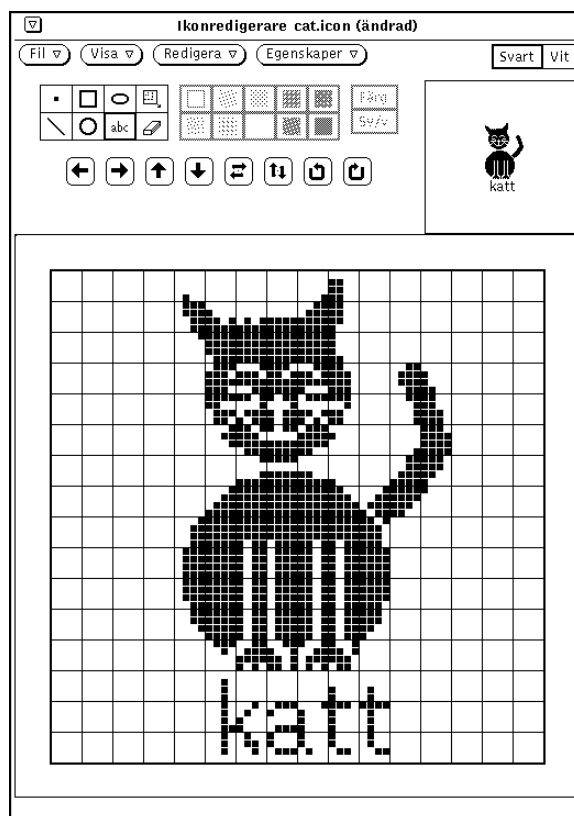 Ikonredigerare cat.icon (ändrad)
Fil Visa Redigera Egenskaper Svart Vit
abc
Färg
Sv/v
katt
katt